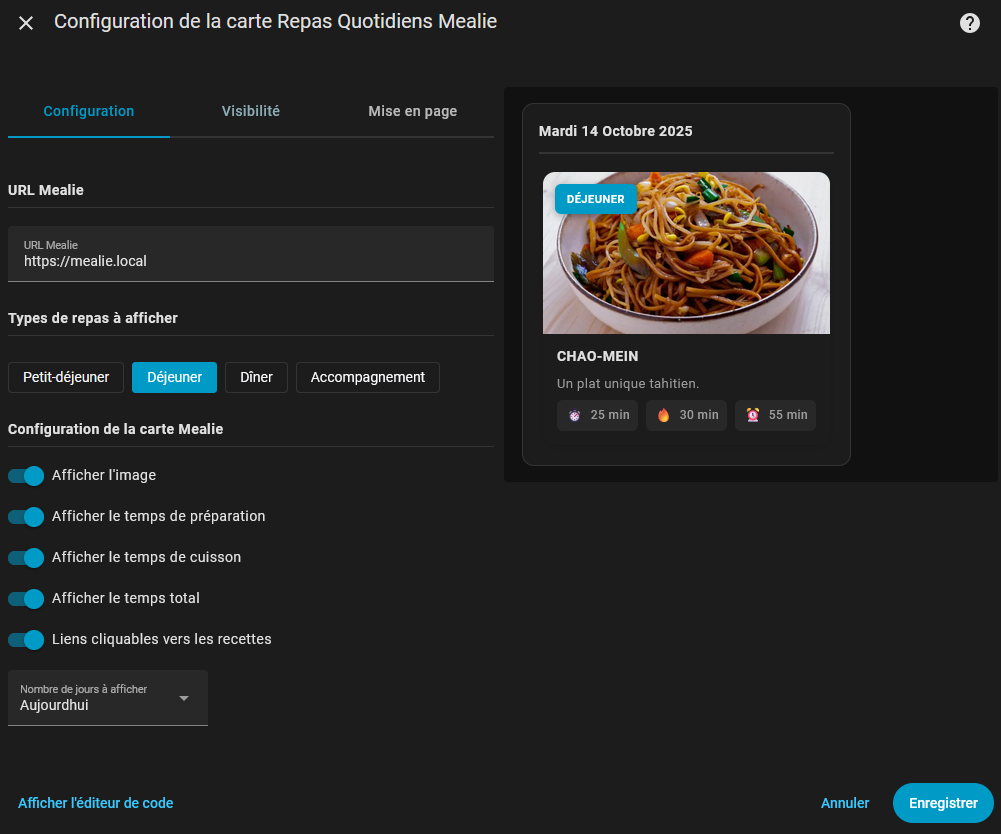 Configuration de la carte Repas Quotidiens Mealie
Configuration
Visibilité
Mise en page
URL Mealie
URL Mealie
https://mealie.local
Types de repas à afficher
Petit-déjeuner
Déjeuner
Dîner
Accompagnement
Configuration de la carte Mealie
Afficher l'image
Afficher le temps de préparation
Afficher le temps de cuisson
Afficher le temps total
Liens cliquables vers les recettes
Nombre de jours à afficher
Aujourdhui
Mardi 14 Octobre 2025
DÉJEUNER
CHAO-MEIN
Un plat unique tahitien.
25 min
30 min
55 min
Afficher l'éditeur de code
Annuler
Enregistrer